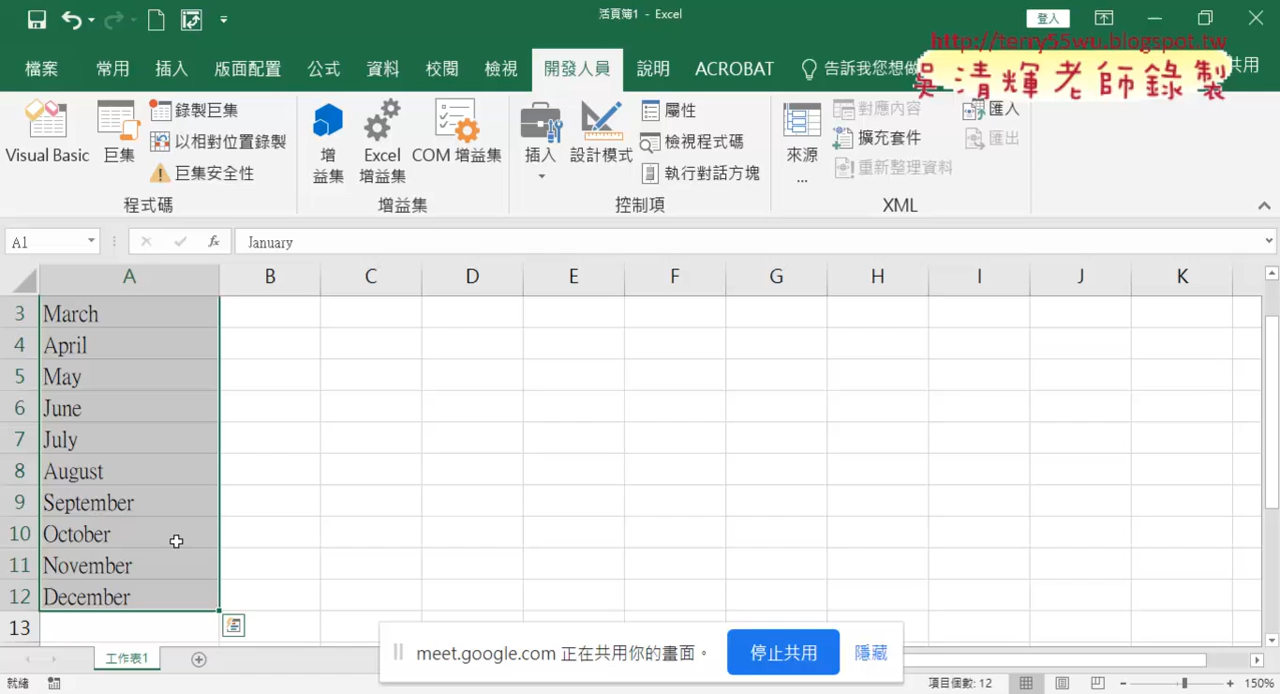 活頁簿1 - Excel
登入
http://terry55wu.blogspot.tw
吳清輝老師錄製
檔案 常用 插入 版面配置 公式 資料 校閱 檢視 開發人員 說明 ACROBAT 告訴我您想做 共用
Visual Basic
巨集
錄製巨集
以相對位置錄製
巨集安全性
程式碼
增
益集
Excel
增益集
COM 增益集
增益集
插入
設計模式
屬性
檢視程式碼
執行對話方塊
控制項
來源
...
對應內容
擴充套件
重新整理資料
匯入
匯出
XML
A1
fx
January
A B C D E F G H I J K
3 March
4 April
5 May
6 June
7 July
8 August
9 September
10 October
11 November
12 December
13
工作表1
meet.google.com 正在共用你的畫面。 停止共用 隱藏
就緒
項目個數: 12
150%